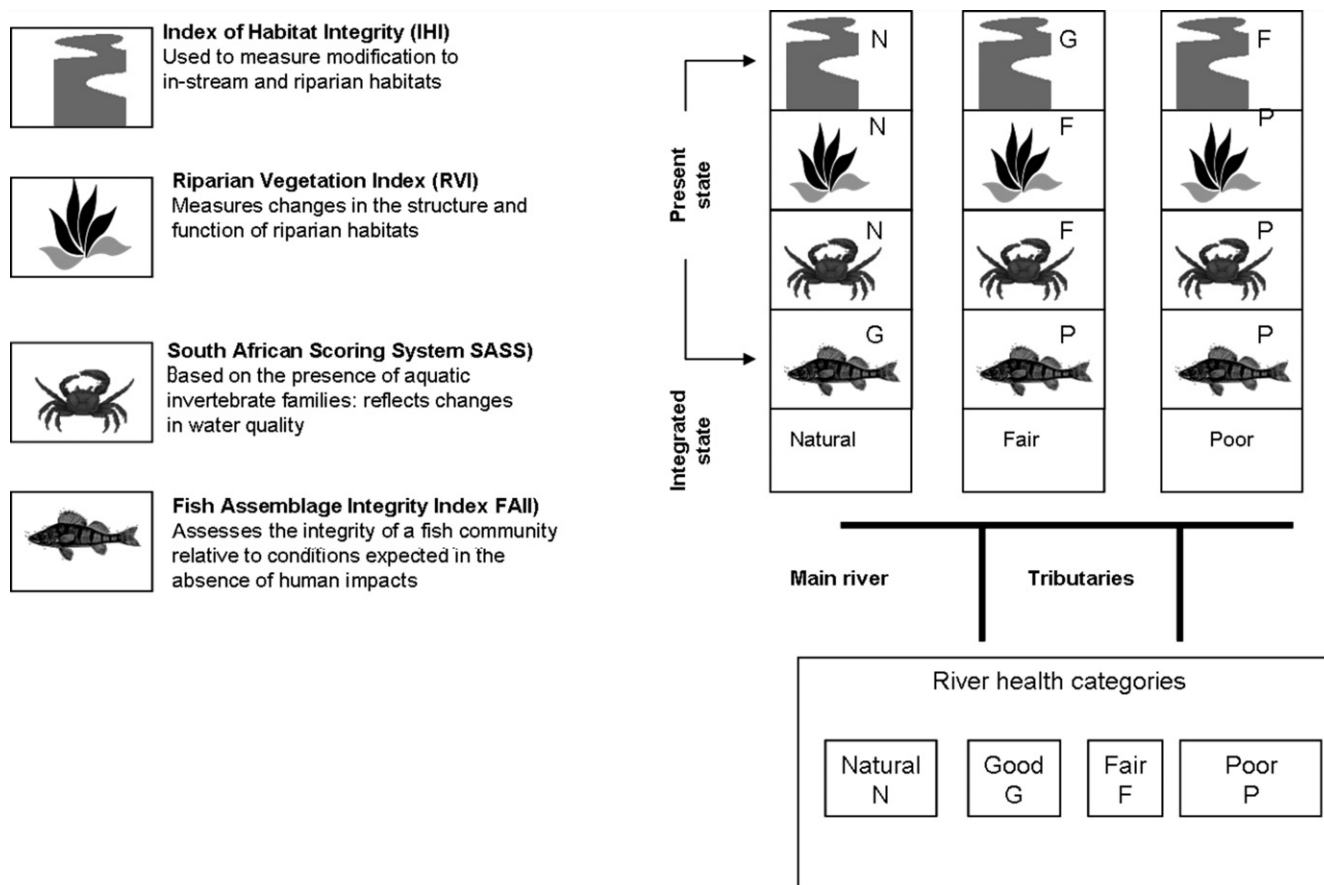 Index of Habitat Integrity (IHI)
Used to measure modification to
in-stream and riparian habitats
Riparian Vegetation Index (RVI)
Measures changes in the structure and
function of riparian habitats
South African Scoring System SASS)
Based on the presence of aquatic
invertebrate families: reflects changes
in water quality
Fish Assemblage Integrity Index FAII)
Assesses the integrity of a fish community
relative to conditions expected in the
absence of human impacts
Present
state
Integrated
state
N
G
F
N
F
P
N
F
P
G
P
P
Natural
Fair
Poor
Main river
Tributaries
River health categories
Natural
N
Good
G
Fair
F
Poor
P